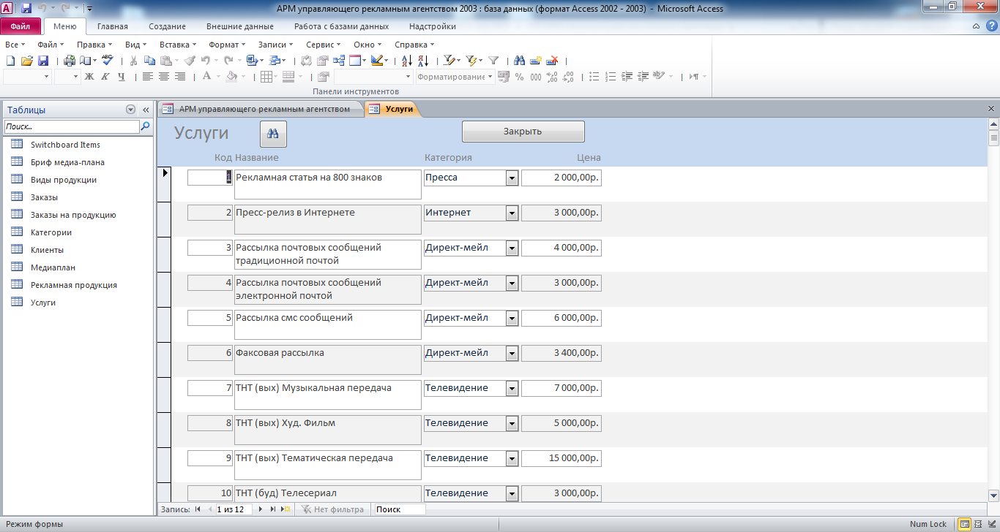 АРМ управляющего рекламным агентством 2003 : база данных (формат Access 2002 - 2003) - Microsoft Access
Файл Меню Главная Создание Внешние данные Работа с базами данных Надстройки
Все Файл Правка Вид Вставка Формат Записи Сервис Окно Справка
Ж К Ч Форматирование % 000
Панели инструментов
Таблицы
Поиск...
Switchboard Items
Бриф медиа-плана
Виды продукции
Заказы
Заказы на продукцию
Категории
Клиенты
Медиаплан
Рекламная продукция
Услуги
АРМ управляющего рекламным агентством Услуги
Услуги Закрыть
Код Название Категория Цена
1 Рекламная статья на 800 знаков Пресса 2 000,00р.
2 Пресс-релиз в Интернете Интернет 3 000,00р.
3 Рассылка почтовых сообщений Директ-мейл 4 000,00р.
традиционной почтой
4 Рассылка почтовых сообщений Директ-мейл 3 000,00р.
электронной почтой
5 Рассылка смс сообщений Директ-мейл 6 000,00р.
6 Факсовая рассылка Директ-мейл 3 400,00р.
7 ТНТ (вых) Музыкальная передача Телевидение 7 000,00р.
8 ТНТ (вых) Худ. Фильм Телевидение 5 000,00р.
9 ТНТ (вых) Тематическая передача Телевидение 15 000,00р.
10 ТНТ (буд) Телесериал Телевидение 3 000,00р.
Запись: 1 из 12 Нет фильтра Поиск
Режим формы Num Lock